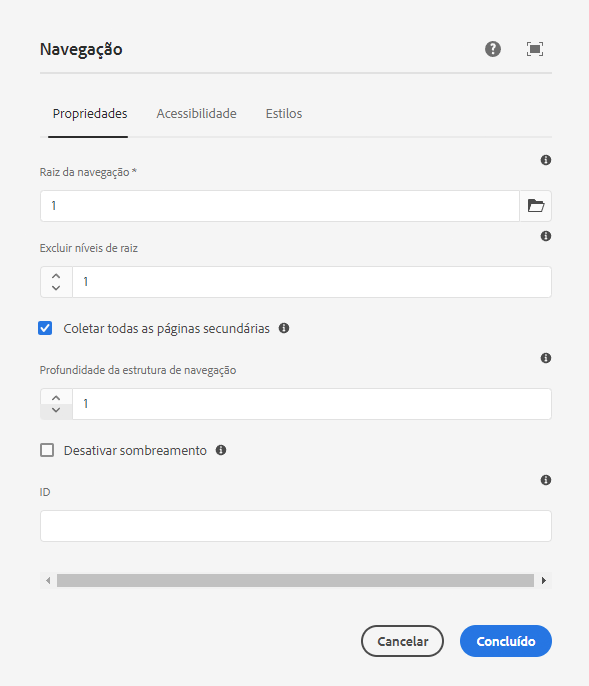 Navegação
Propriedades Acessibilidade Estilos
Raiz da navegação *
1
Excluir níveis de raiz
1
Coletar todas as páginas secundárias
Profundidade da estrutura de navegação
1
Desativar sombreamento
ID
Cancelar Concluído